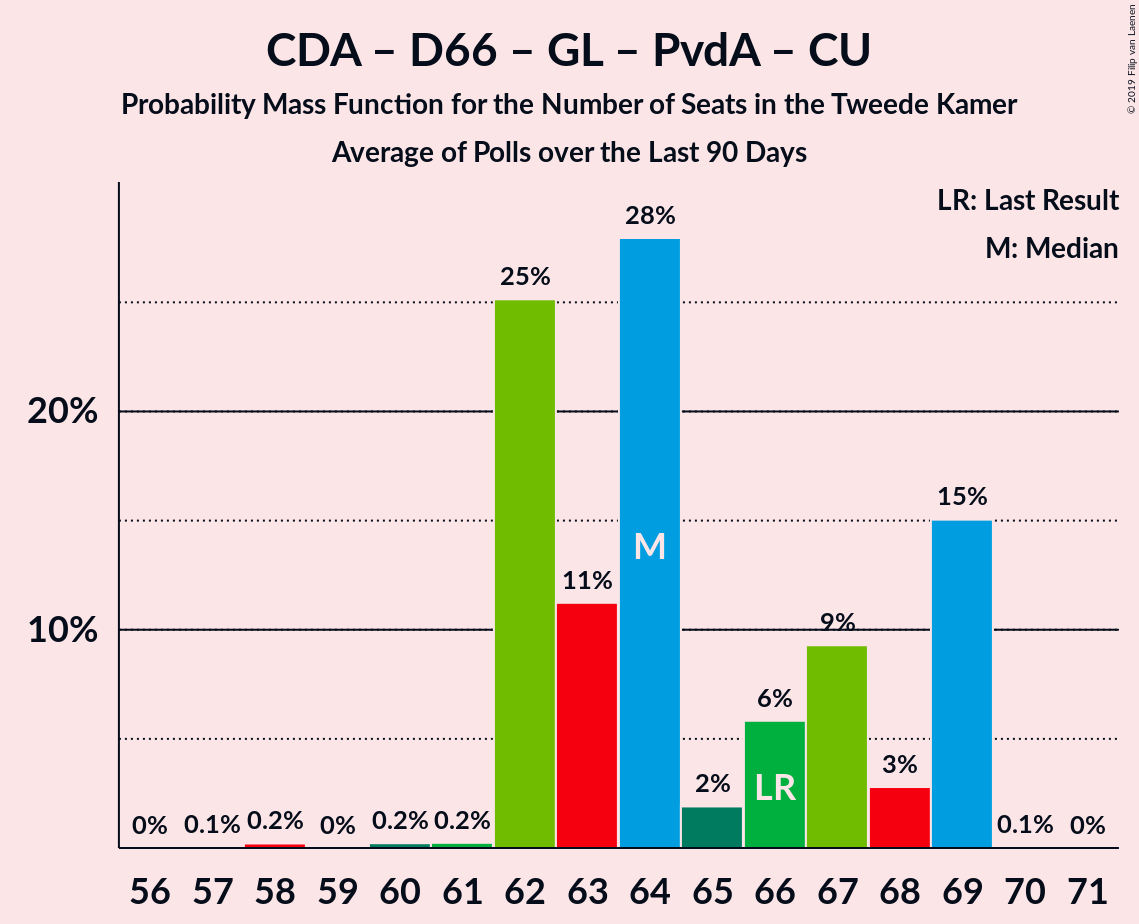 CDA – D66 – GL – PvdA – CU
Probability Mass Function for the Number of Seats in the Tweede Kamer
Average of Polls over the Last 90 Days
© 2019 Filip van Laenen
LR: Last Result
M: Median
28%
25%
20%
15%
M
11%
10%
9%
6%
3%
2%
LR
0% 0.1% 0.2% 0% 0.2% 0.2% 0.1% 0%
56 57 58 59 60 61 62 63 64 65 66 67 68 69 70 71